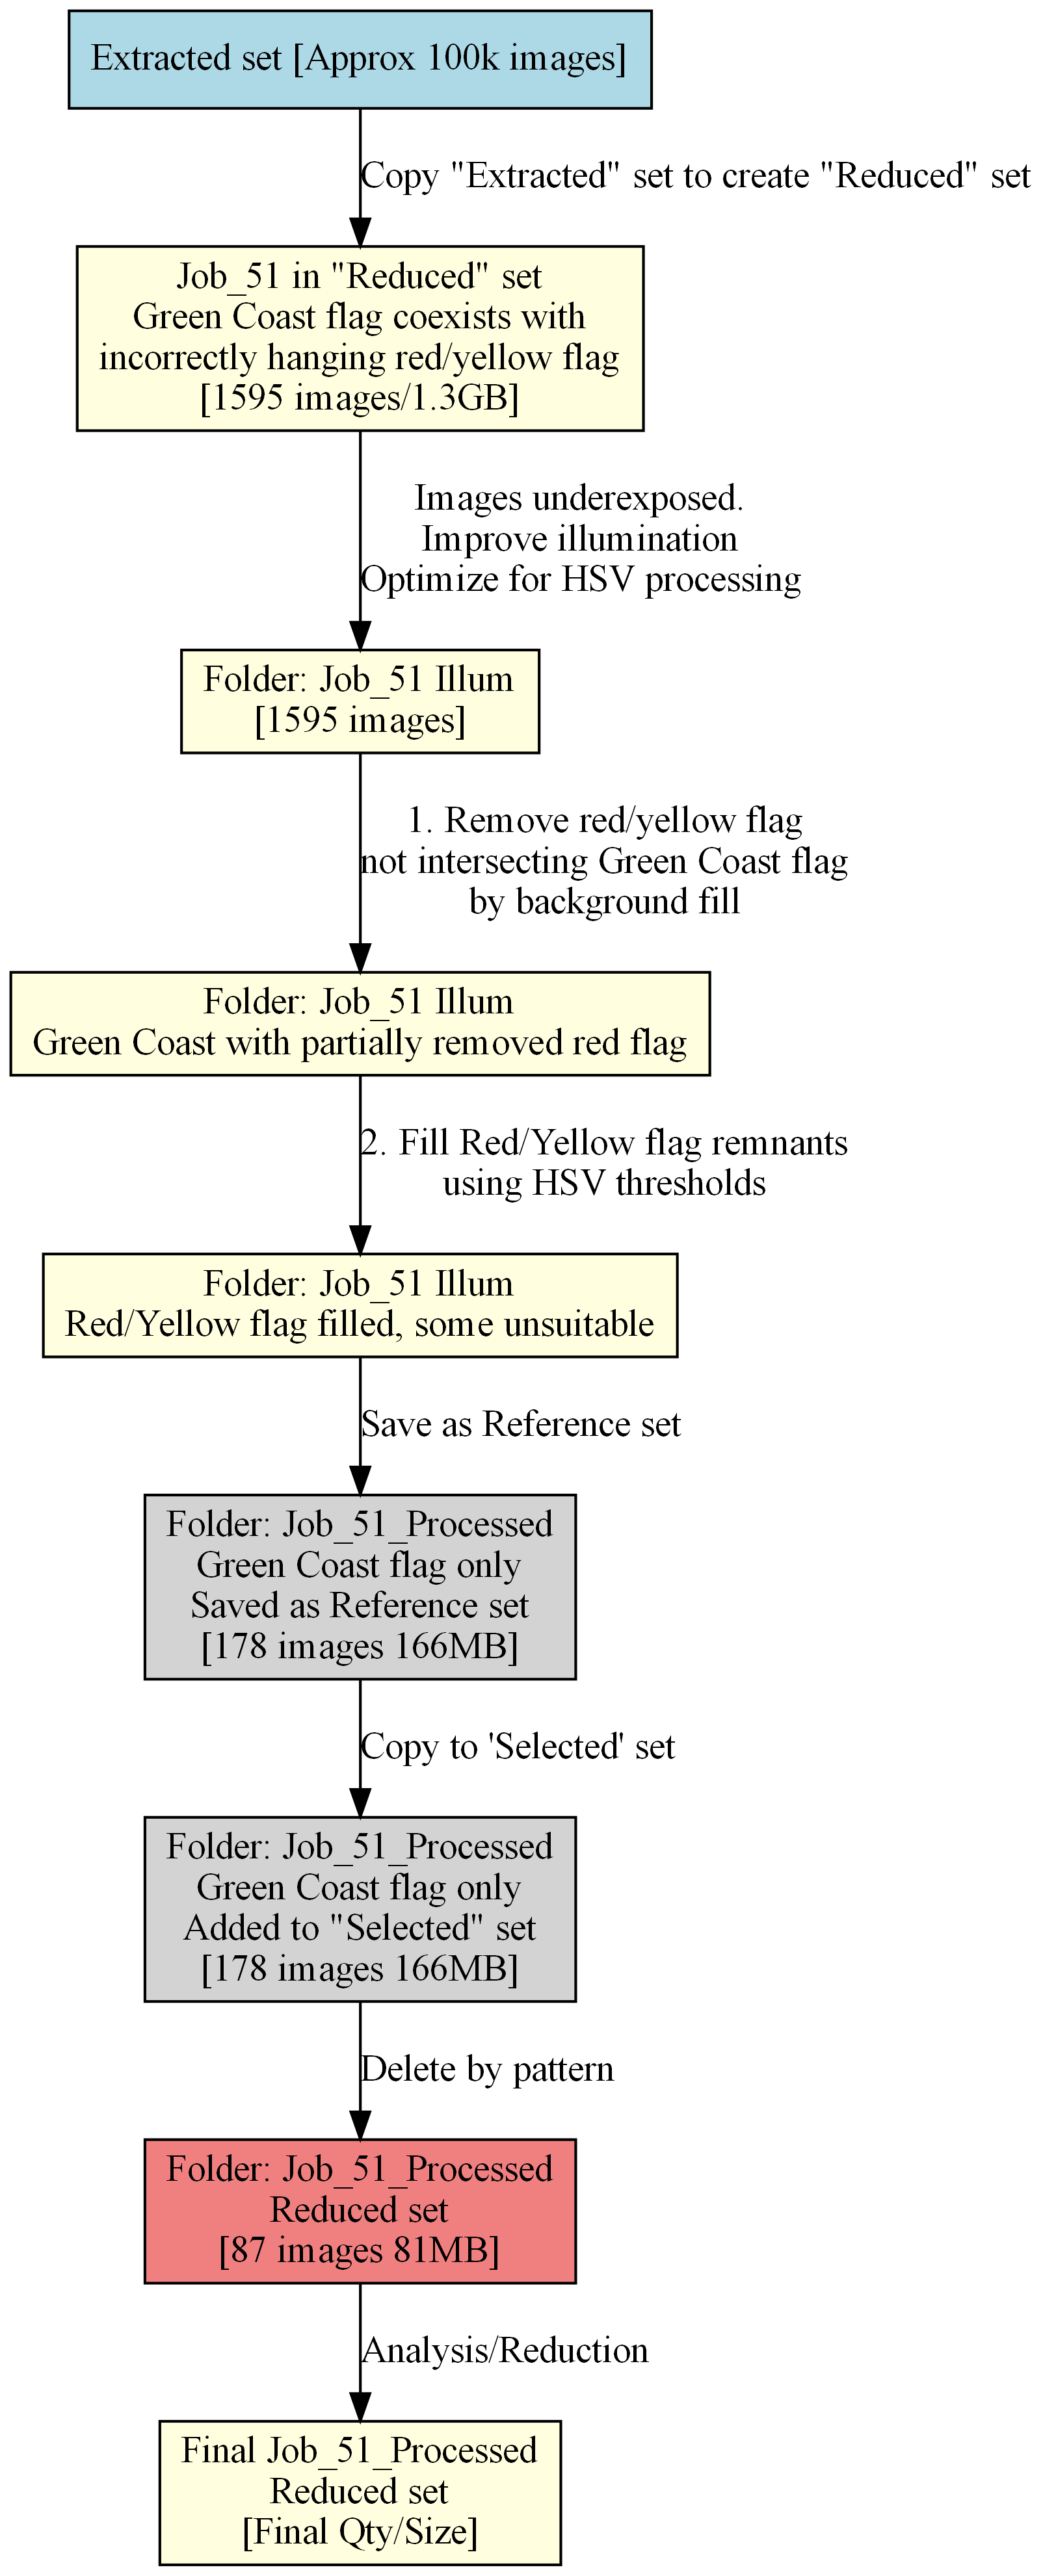 Extracted set [Approx 100k images]
Copy "Extracted" set to create "Reduced" set
Job_51 in "Reduced" set
Green Coast flag coexists with
incorrectly hanging red/yellow flag
[1595 images/1.3GB]
Images underexposed.
Improve illumination
Optimize for HSV processing
Folder: Job_51 Illum
[1595 images]
1. Remove red/yellow flag
not intersecting Green Coast flag
by background fill
Folder: Job_51 Illum
Green Coast with partially removed red flag
2. Fill Red/Yellow flag remnants
using HSV thresholds
Folder: Job_51 Illum
Red/Yellow flag filled, some unsuitable
Save as Reference set
Folder: Job_51_Processed
Green Coast flag only
Saved as Reference set
[178 images 166MB]
Copy to 'Selected' set
Folder: Job_51_Processed
Green Coast flag only
Added to "Selected" set
[178 images 166MB]
Delete by pattern
Folder: Job_51_Processed
Reduced set
[87 images 81MB]
Analysis/Reduction
Final Job_51_Processed
Reduced set
[Final Qty/Size]